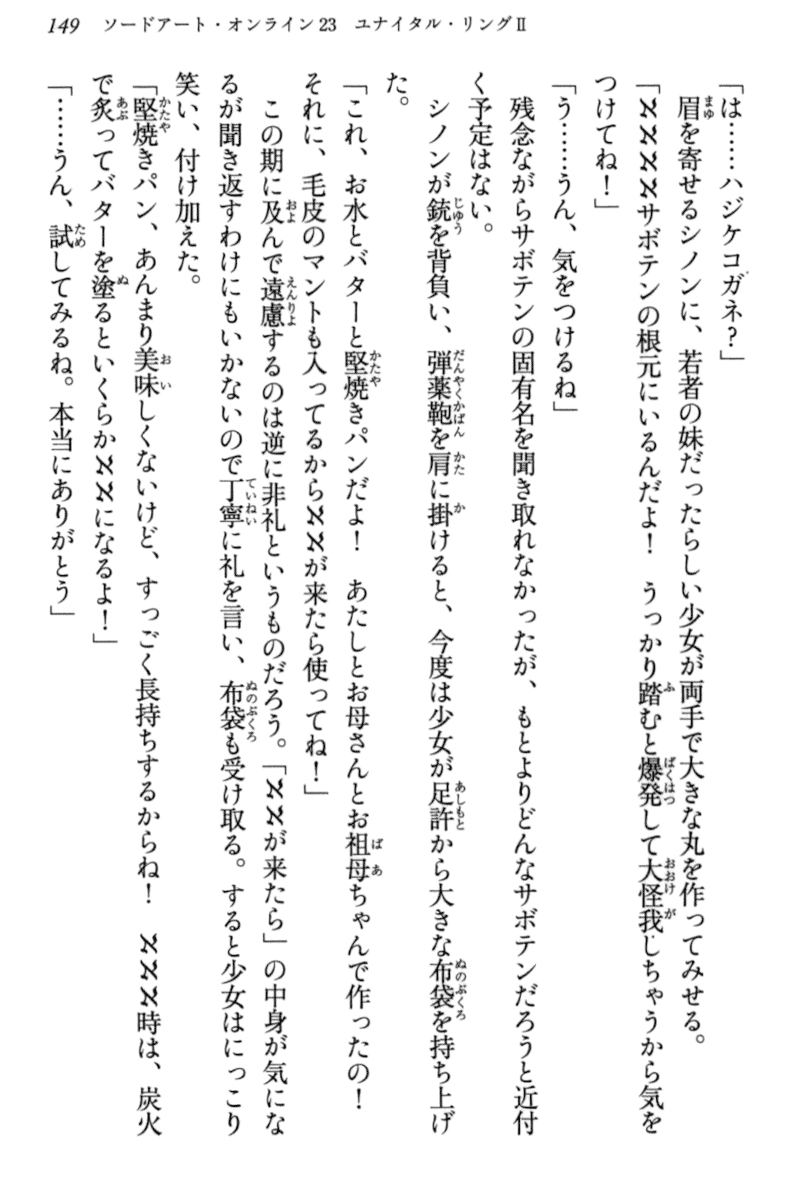 149 ソードアート・オンライン23 ユナイタル・リングⅡ
「は……ハジケコガネ？」
眉を寄せるシノンに、若者の妹だったらしい少女が両手で大きな丸を作ってみせる。
「ℵℵℵℵサボテンの根元にいるんだよ！　うっかり踏むと爆発して大怪我しちゃうから気を
つけてね！」
「う……うん、気をつけるね」
残念ながらサボテンの固有名を聞き取れなかったが、もとよりどんなサボテンだろうと近付
く予定はない。
シノンが銃を背負い、弾薬鞄を肩に掛けると、今度は少女が足許から大きな布袋を持ち上げ
た。
「これ、お水とバターと堅焼きパンだよ！　あたしとお母さんとお祖母ちゃんで作ったの！
それに、毛皮のマントも入ってるからℵℵが来たら使ってね！」
この期に及んで遠慮するのは逆に非礼というものだろう。「ℵℵが来たら」の中身が気にな
るが聞き返すわけにもいかないので丁寧に礼を言い、布袋も受け取る。すると少女はにっこり
笑い、付け加えた。
「堅焼きパン、あんまり美味しくないけど、すっごく長持ちするからね！　ℵℵℵ時は、炭火
で炙ってバターを塗るといくらかℵℵになるよ！」
「……うん、試してみるね。本当にありがとう」